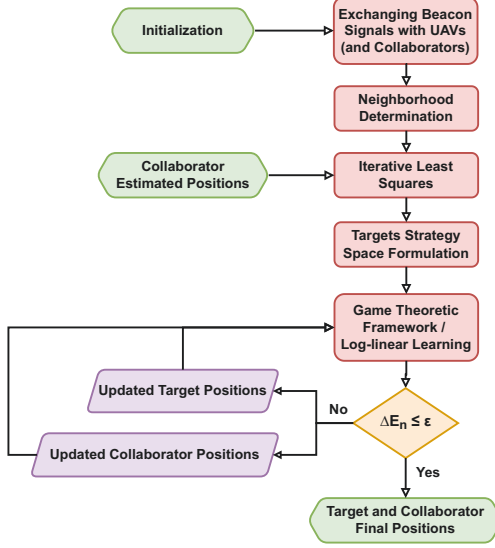 Initialization
Exchanging Beacon
Signals with UAVs
(and Collaborators)
Neighborhood
Determination
Collaborator
Estimated Positions
Iterative Least
Squares
Targets Strategy
Space Formulation
Game Theoretic
Framework /
Log-linear Learning
Updated Target Positions
No
ΔEn ≤ ε
Updated Collaborator Positions
Yes
Target and Collaborator
Final Positions